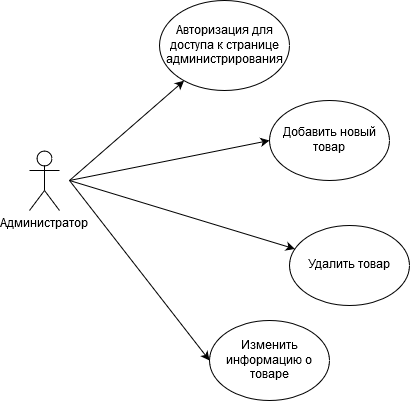 Авторизация для
доступа к странице
администрирования
Добавить новый
товар
Администратор
Удалить товар
Изменить
информацию о
товаре